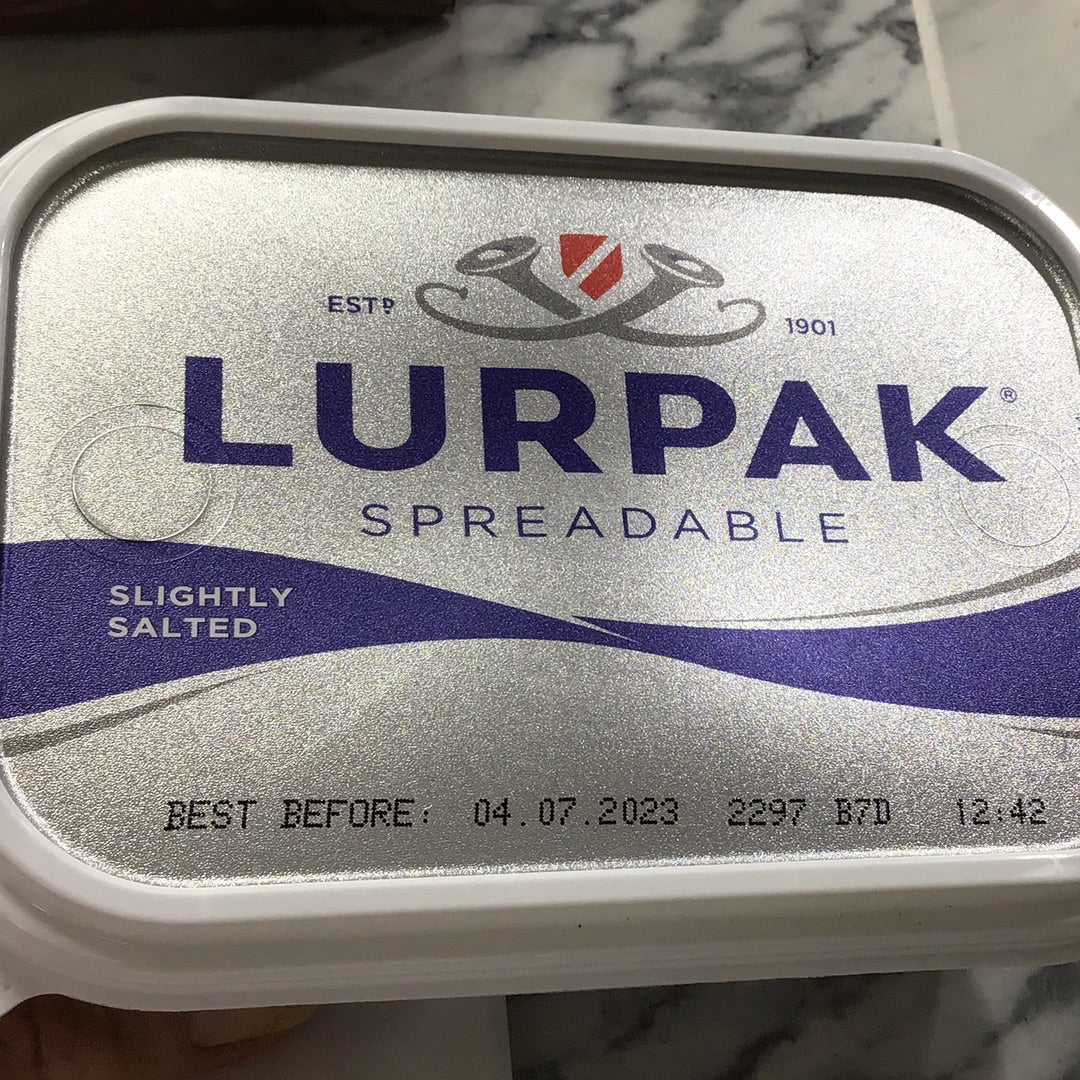 ESTD 1901
LURPAK®
SPREADABLE
SLIGHTLY
SALTED
BEST BEFORE: 04.07.2023 2297 B7D 12:42